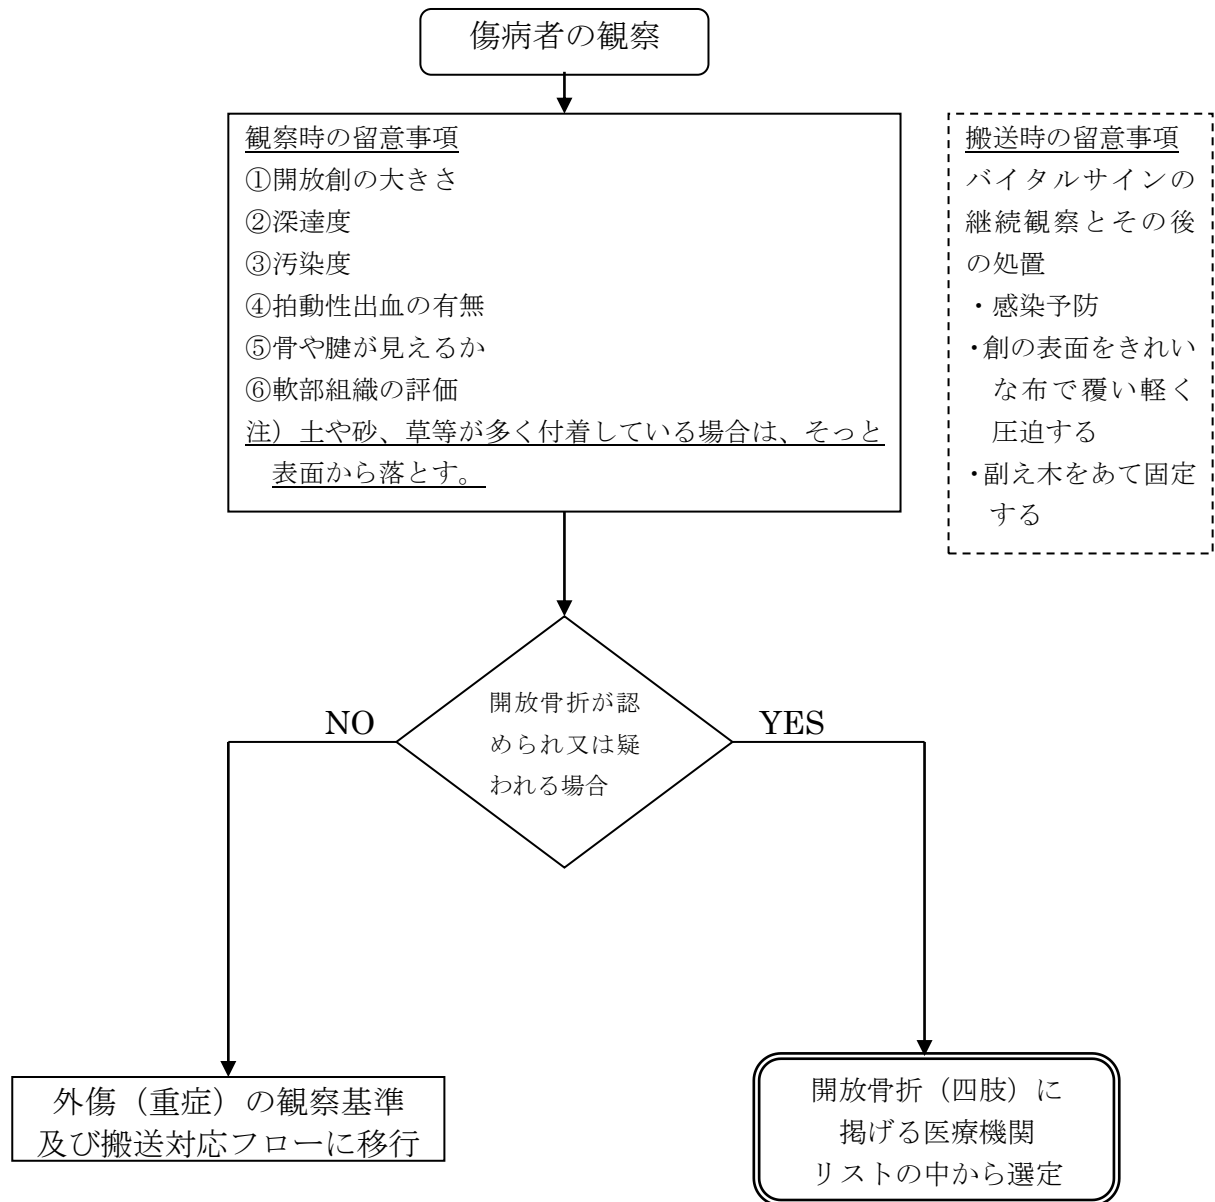 傷病者の観察
観察時の留意事項
①開放創の大きさ
②深達度
③汚染度
④拍動性出血の有無
⑤骨や腱が見えるか
⑥軟部組織の評価
注）土や砂、草等が多く付着している場合は、そっと
表面から落とす。
搬送時の留意事項
バイタルサインの
継続観察とその後
の処置
・感染予防
・創の表面をきれい
な布で覆い軽く
圧迫する
・副え木をあて固定
する
開放骨折が認
められ又は疑
われる場合
NO
YES
外傷（重症）の観察基準
及び搬送対応フローに移行
開放骨折（四肢）に
掲げる医療機関
リストの中から選定